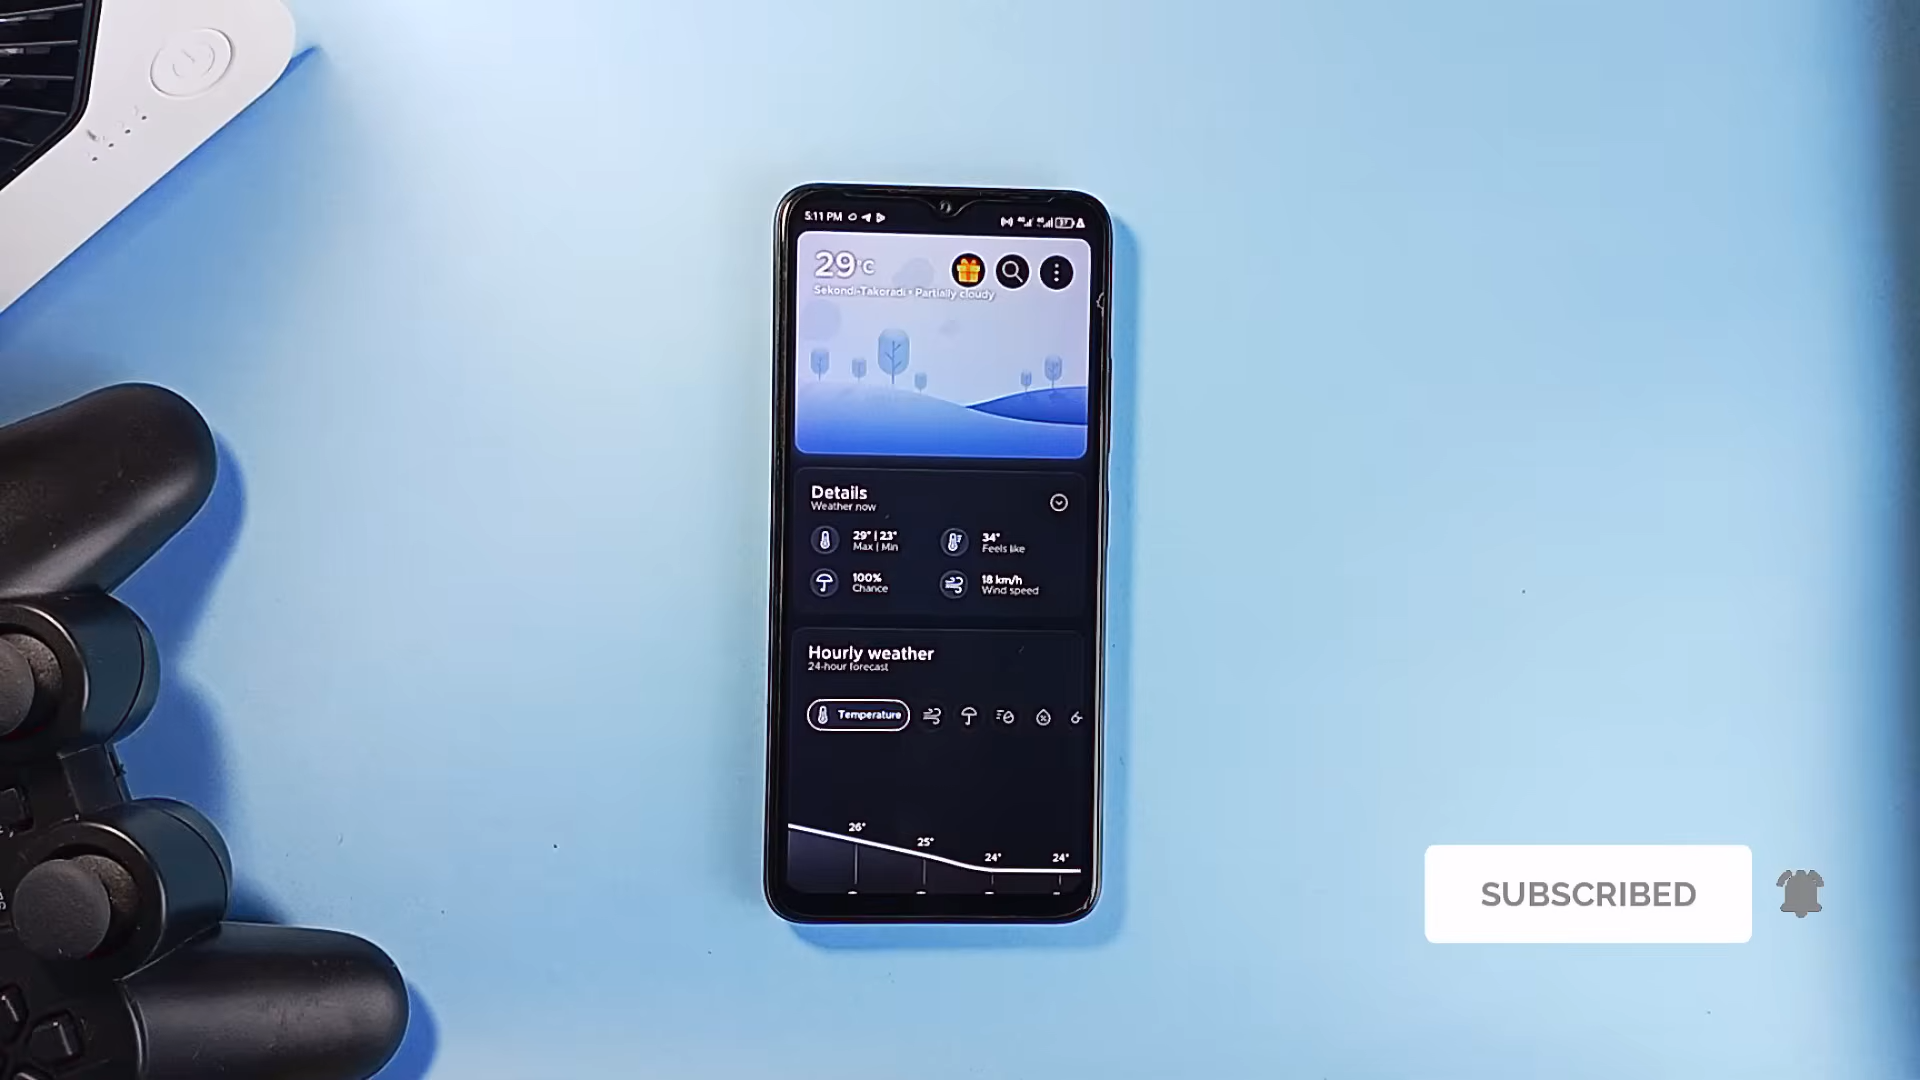 5:11 PM
29°C
Sekondi-Takoradi • Partially cloudy
Details
Weather now
29° | 23°
Max | Min
34°
Feels like
100%
Chance
18 km/h
Wind speed
Hourly weather
24-hour forecast
Temperature
26°
25°
24°
24°
SUBSCRIBED